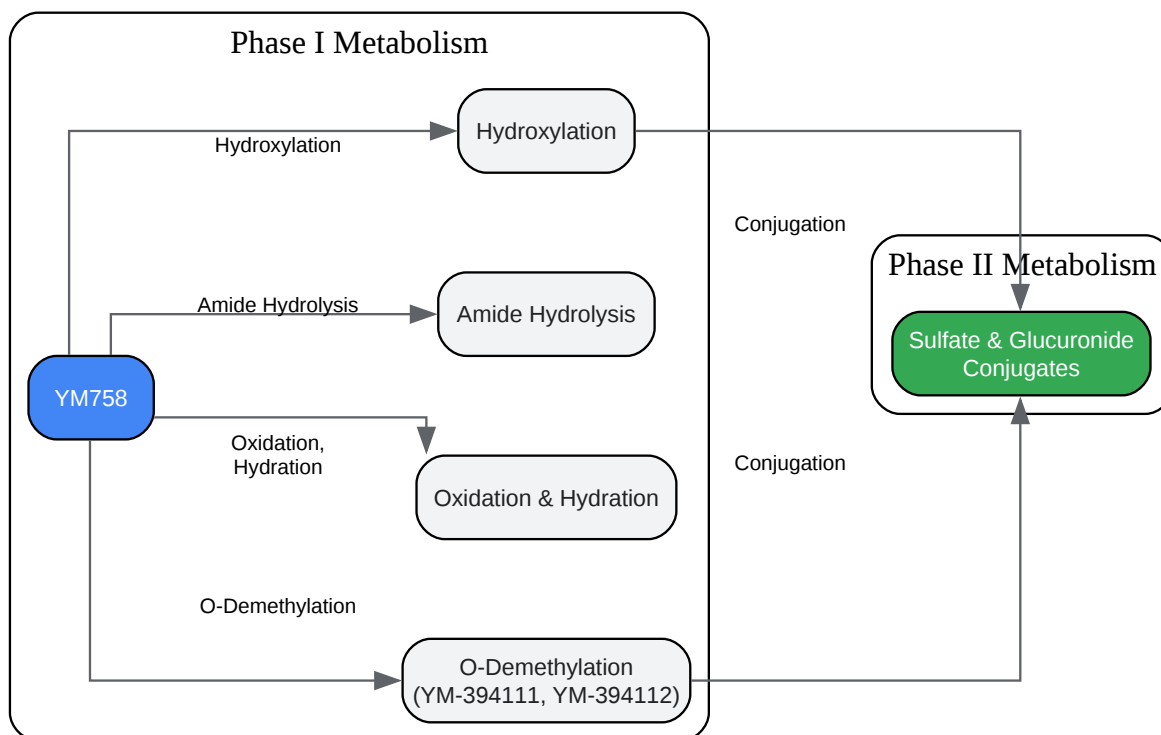 Phase I Metabolism
Hydroxylation
Hydroxylation
Conjugation
Phase II Metabolism
Amide Hydrolysis
Amide Hydrolysis
Sulfate & Glucuronide
Conjugates
YM758
Oxidation,
Hydration
Conjugation
Oxidation & Hydration
O-Demethylation
O-Demethylation
(YM-394111, YM-394112)